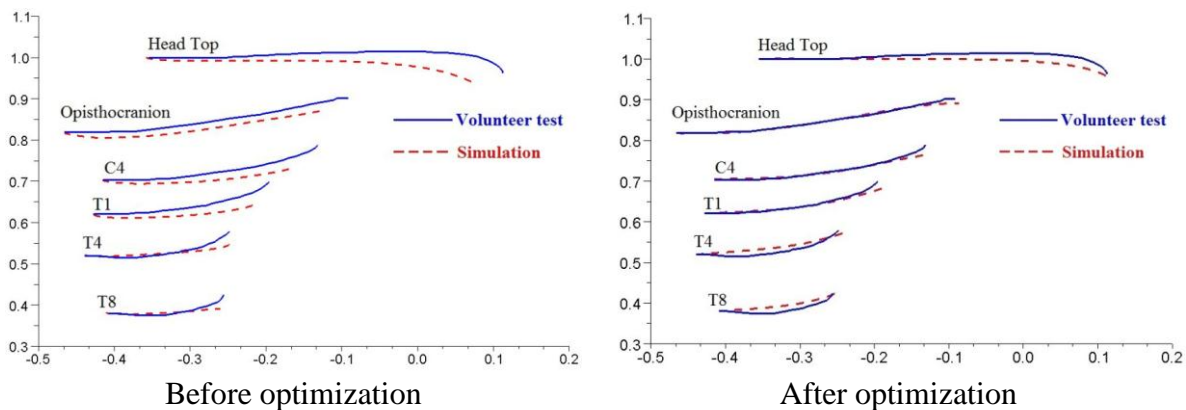 1.1
1.0
0.9
0.8
0.7
0.6
0.5
0.4
0.3
-0.5 -0.4 -0.3 -0.2 -0.1 0.0 0.1 0.2
Head Top
Opisthocranion
C4
T1
T4
T8
Volunteer test
Simulation
Before optimization
1.1
1.0
0.9
0.8
0.7
0.6
0.5
0.4
0.3
-0.5 -0.4 -0.3 -0.2 -0.1 0.0 0.1 0.2
Head Top
Opisthocranion
C4
T1
T4
T8
Volunteer test
Simulation
After optimization